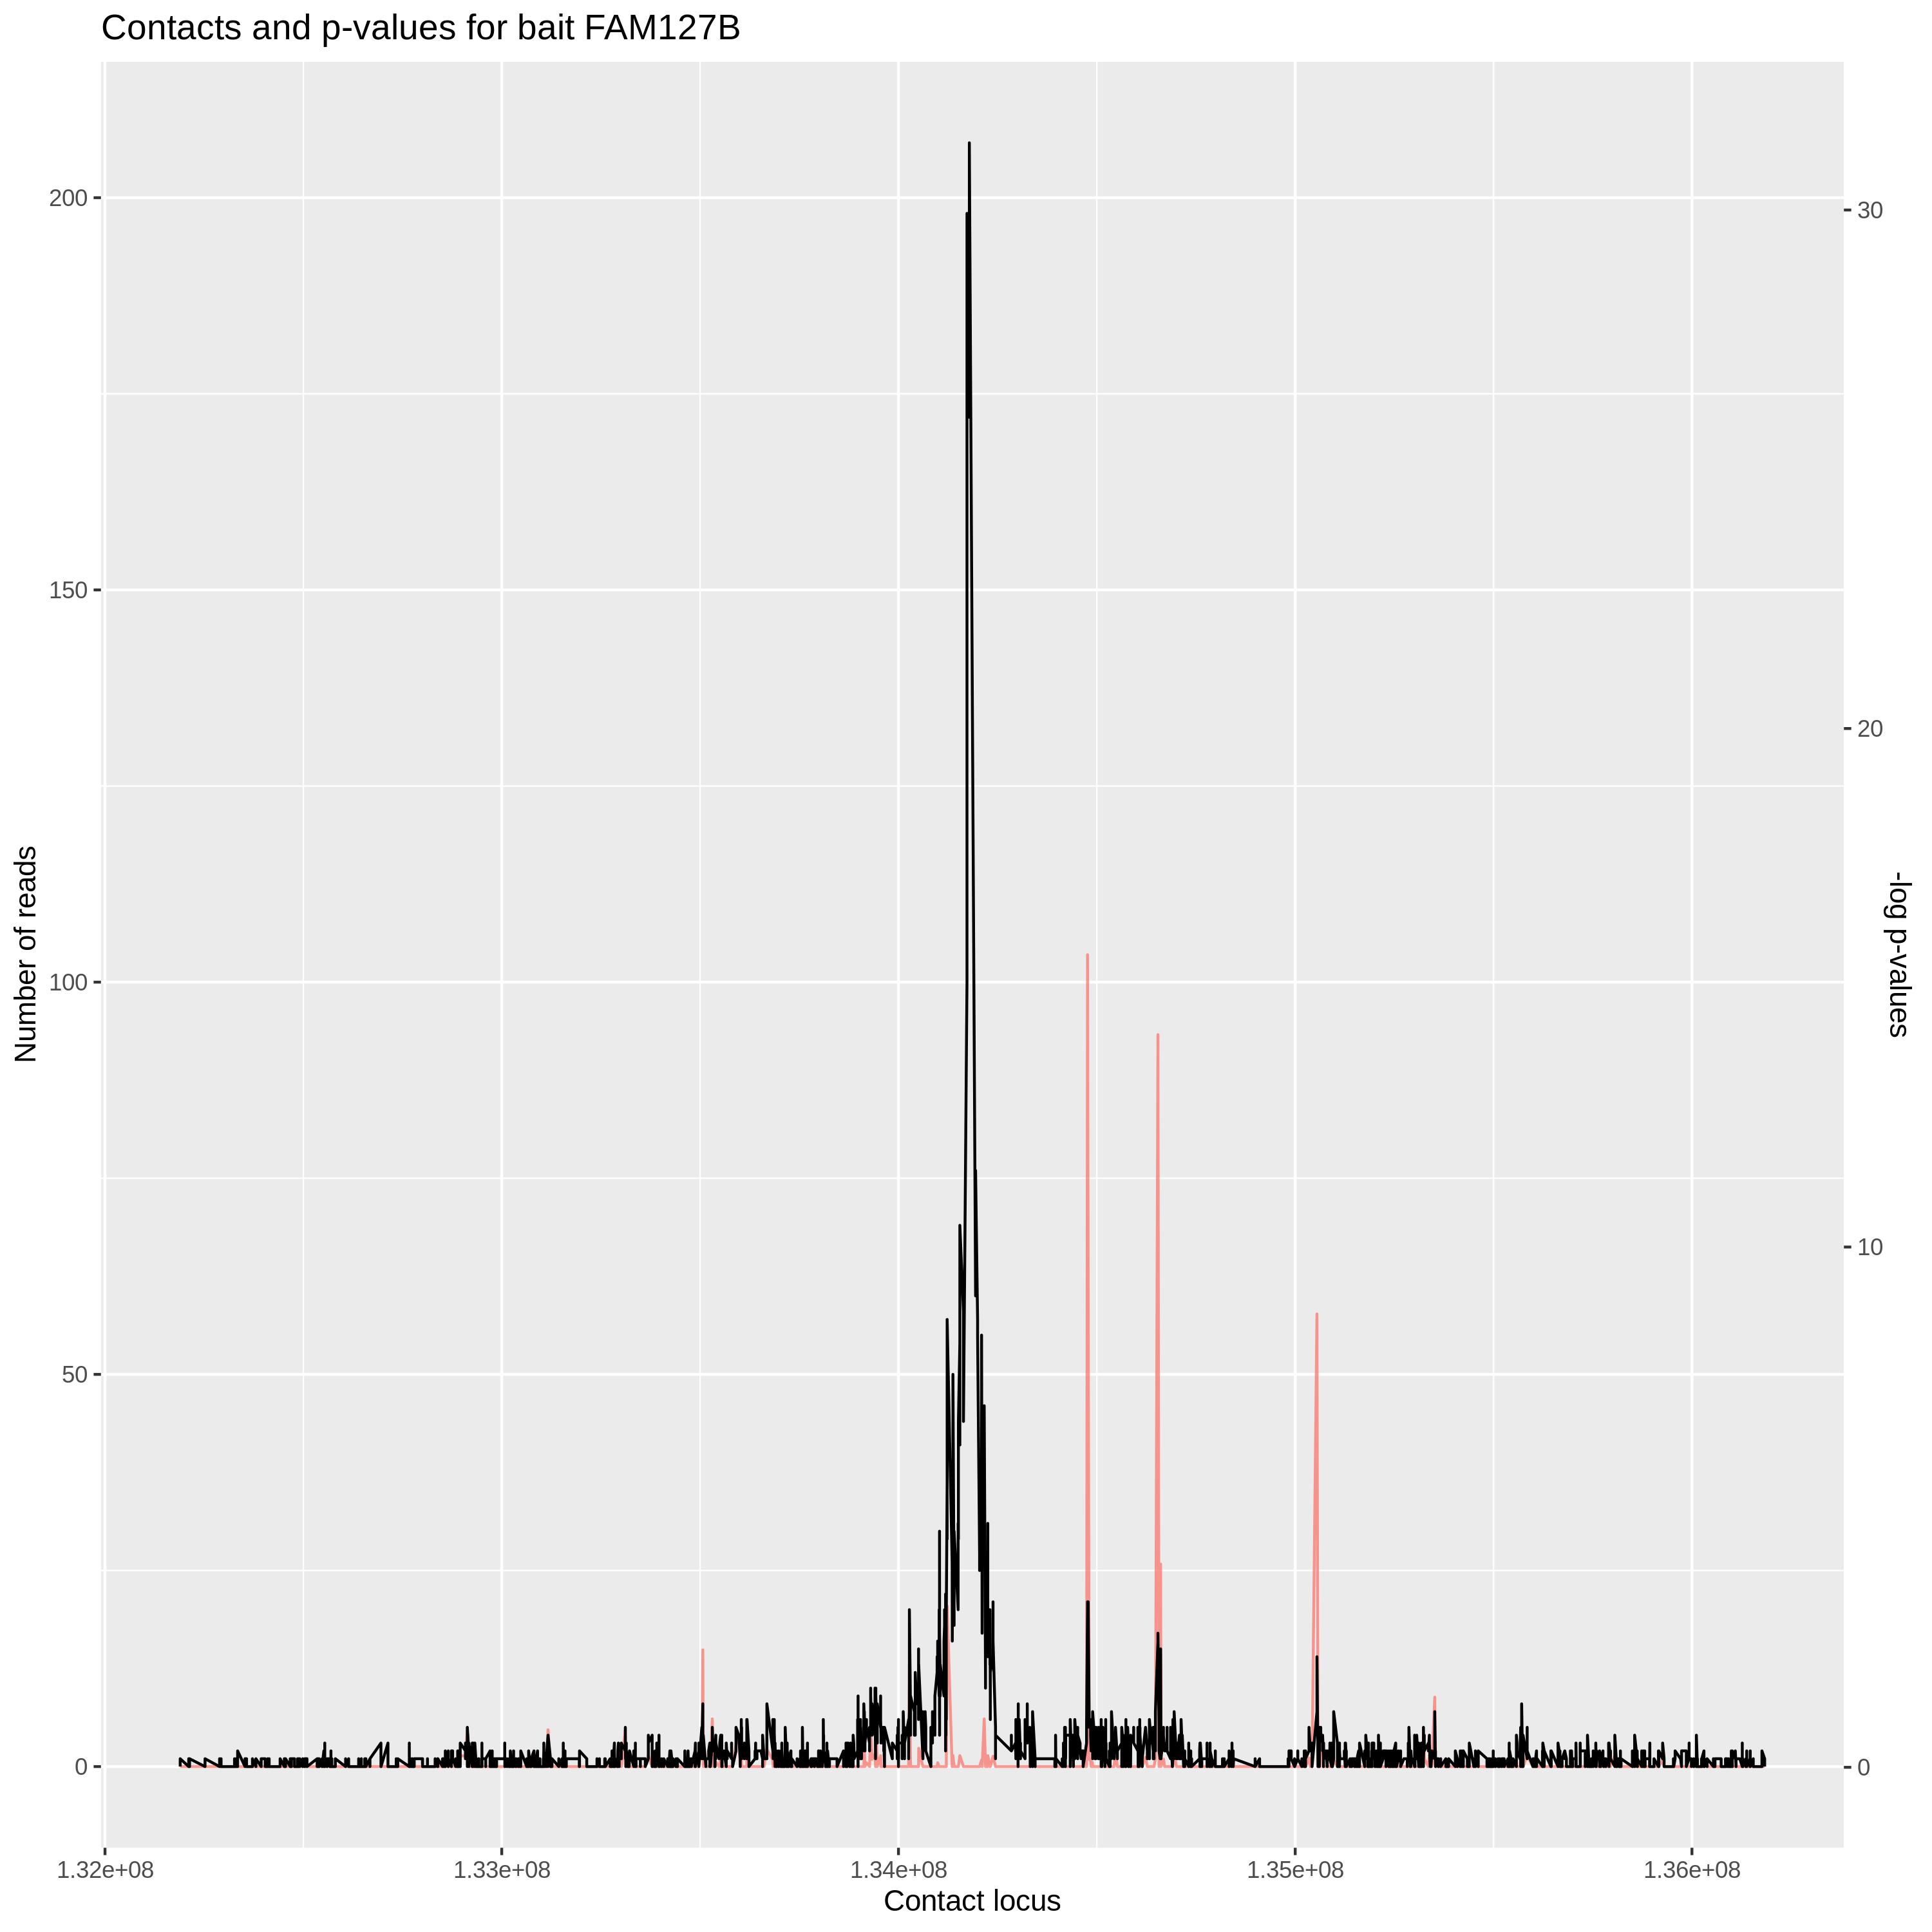 Contacts and p-values for bait FAM127B
200
150
100
50
0
Number of reads
30
20
10
0
-log p-values
1.32e+08 1.33e+08 1.34e+08 1.35e+08 1.36e+08
Contact locus